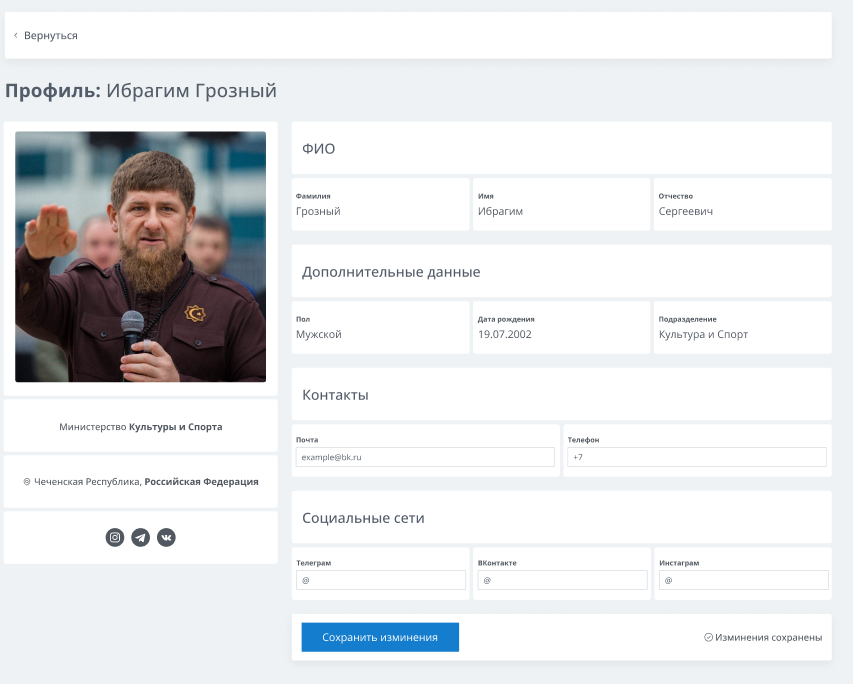 Вернуться
Профиль: Ибрагим Грозный
Министерство Культуры и Спорта
Чеченская Республика, Российская Федерация
ФИО
Фамилия
Грозный
Имя
Ибрагим
Отчество
Сергеевич
Дополнительные данные
Пол
Мужской
Дата рождения
19.07.2002
Подразделение
Культура и Спорт
Контакты
Почта
example@bk.ru
Телефон
+7
Социальные сети
Телеграм
@
ВКонтакте
@
Инстаграм
@
Сохранить изминения
Изминения сохранены